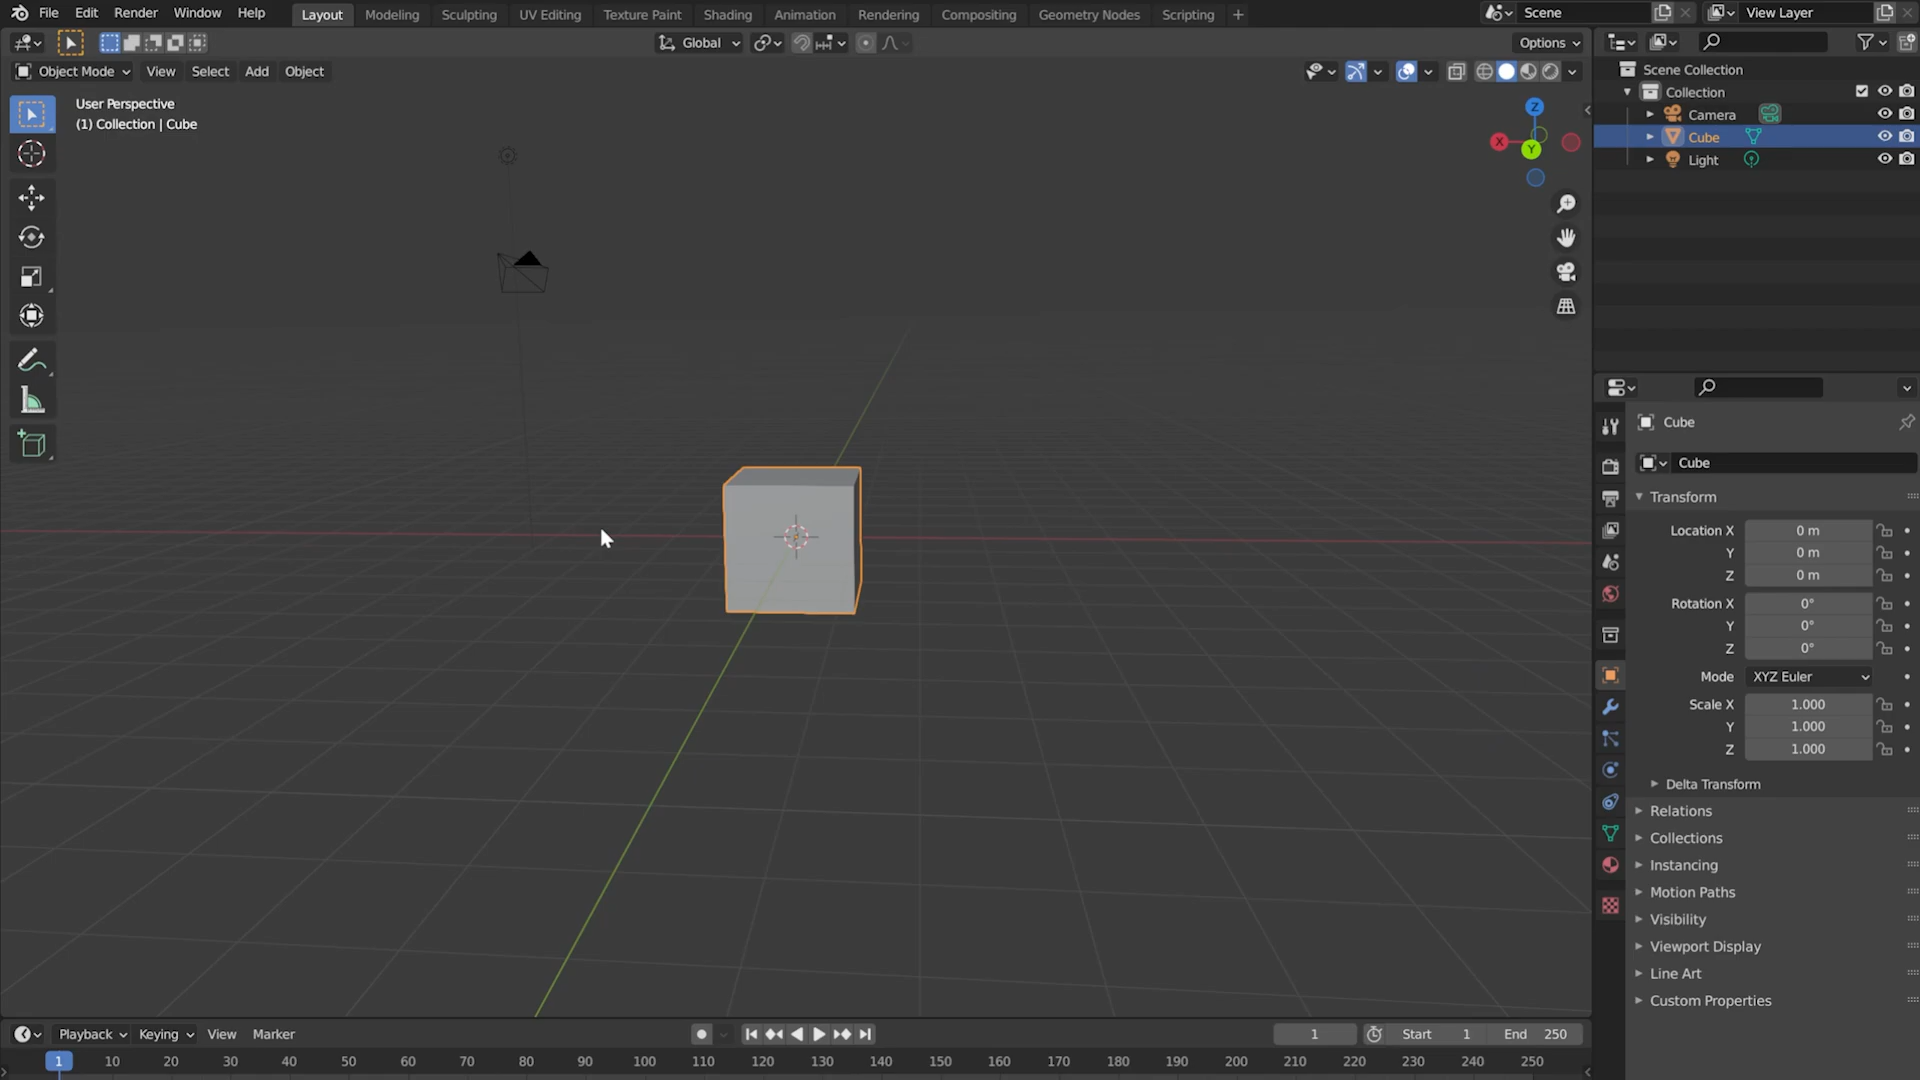 File Edit Render Window Help Layout Modeling Sculpting UV Editing Texture Paint Shading Animation Rendering Compositing Geometry Nodes Scripting + Scene View Layer
Global Options
Object Mode View Select Add Object
User Perspective
(1) Collection | Cube
Z
X
Y
Scene Collection
Collection
Camera
Cube
Light
Cube
Cube
Transform
Location X 0 m
Y 0 m
Z 0 m
Rotation X 0°
Y 0°
Z 0°
Mode XYZ Euler
Scale X 1.000
Y 1.000
Z 1.000
Delta Transform
Relations
Collections
Instancing
Motion Paths
Visibility
Viewport Display
Line Art
Custom Properties
Playback Keying View Marker 1 Start 1 End 250
1 10 20 30 40 50 60 70 80 90 100 110 120 130 140 150 160 170 180 190 200 210 220 230 240 250